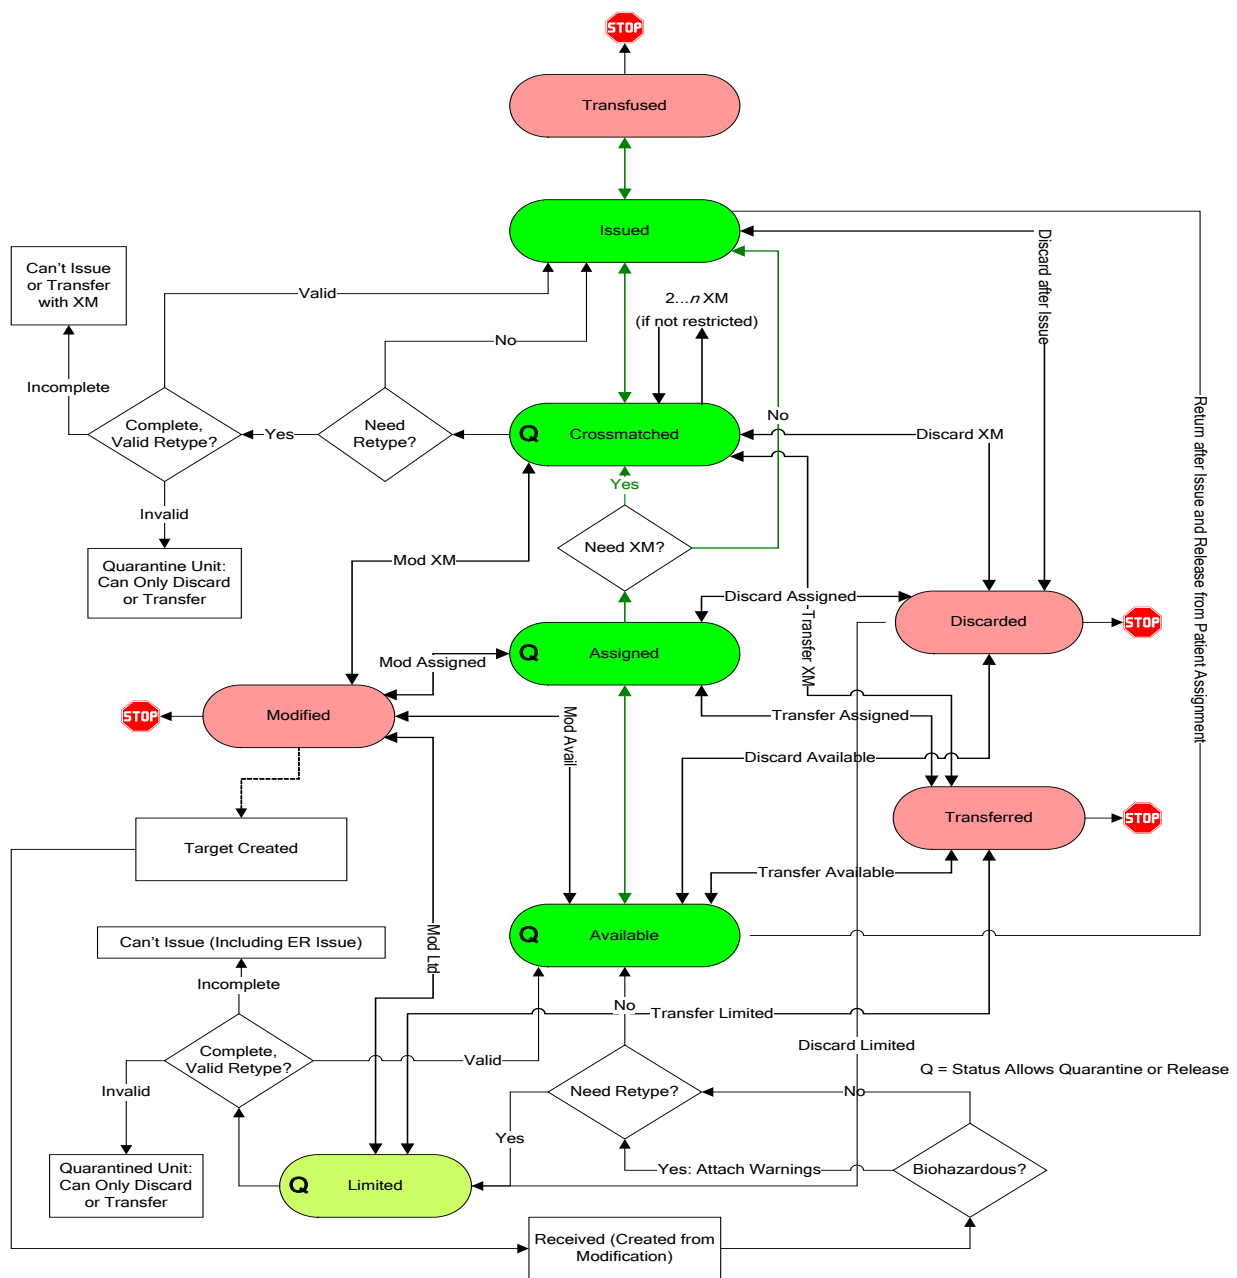 STOP
Transfused
Issued
Can't Issue
or Transfer
with XM
Valid
2...n XM
(if not restricted)
Discard after Issue
No
Incomplete
Complete,
Valid Retype?
Yes
Need
Retype?
Q
Crossmatched
No
Discard XM
Return after Issue and Release from Patient Assignment
Yes
Invalid
Need XM?
Mod XM
Quarantine Unit:
Can Only Discard
or Transfer
Discard Assigned
Transfer XM
Discarded
STOP
Q
Assigned
Mod Assigned
STOP
Modified
Mod Avail
Transfer Assigned
Discard Available
Transferred
STOP
Target Created
Transfer Available
Can't Issue (Including ER Issue)
Mod Ltd
Q
Available
Incomplete
No
Transfer Limited
Complete,
Valid Retype?
Valid
Discard Limited
Q = Status Allows Quarantine or Release
Invalid
Need Retype?
No
Yes
Quarantined Unit:
Can Only Discard
or Transfer
Q
Limited
Yes: Attach Warnings
Biohazardous?
Received (Created from
Modification)